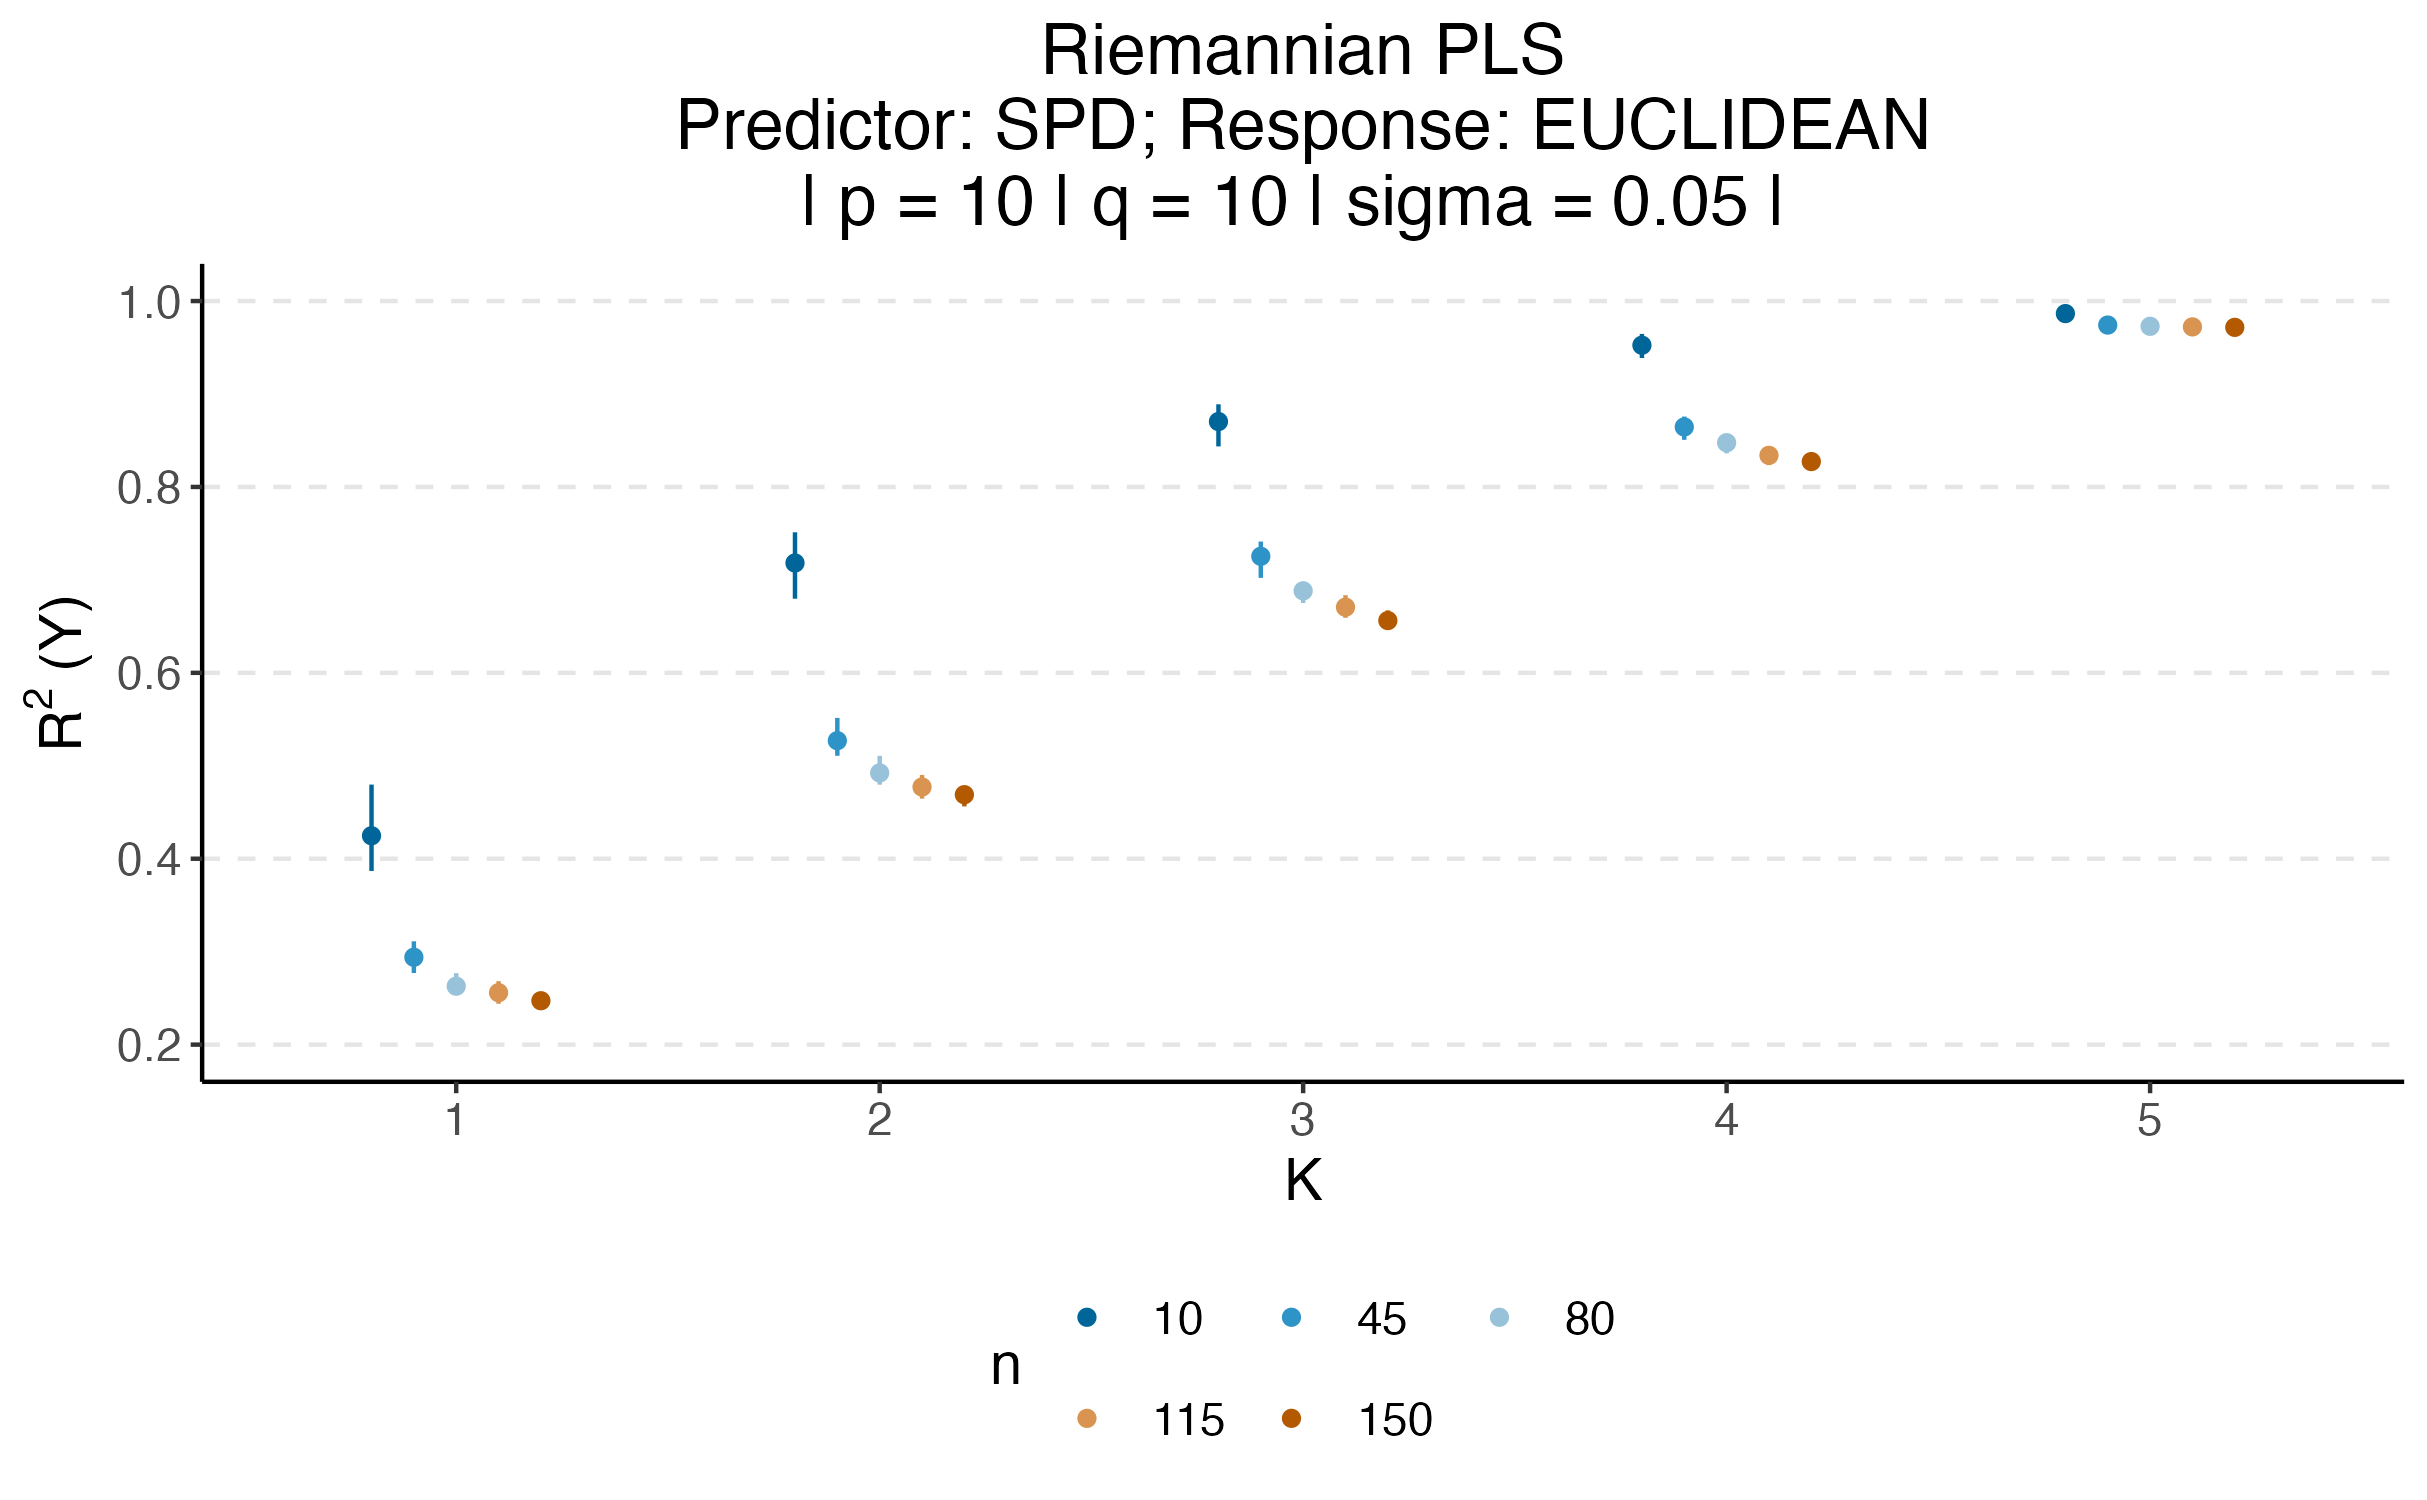 Riemannian PLS
Predictor: SPD; Response: EUCLIDEAN
| p = 10 | q = 10 | sigma = 0.05 |
R² (Y)
1.0
0.8
0.6
0.4
0.2
1 2 3 4 5
K
n
10 45 80
115 150